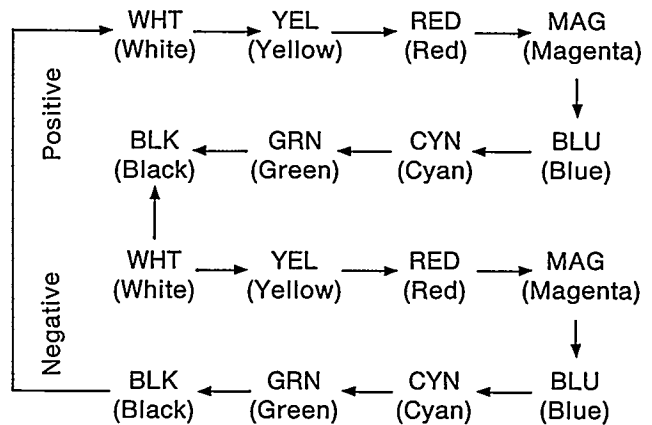 WHT YEL RED MAG
(White) (Yellow) (Red) (Magenta)
Positive
BLK GRN CYN BLU
(Black) (Green) (Cyan) (Blue)
WHT YEL RED MAG
(White) (Yellow) (Red) (Magenta)
Negative
BLK GRN CYN BLU
(Black) (Green) (Cyan) (Blue)